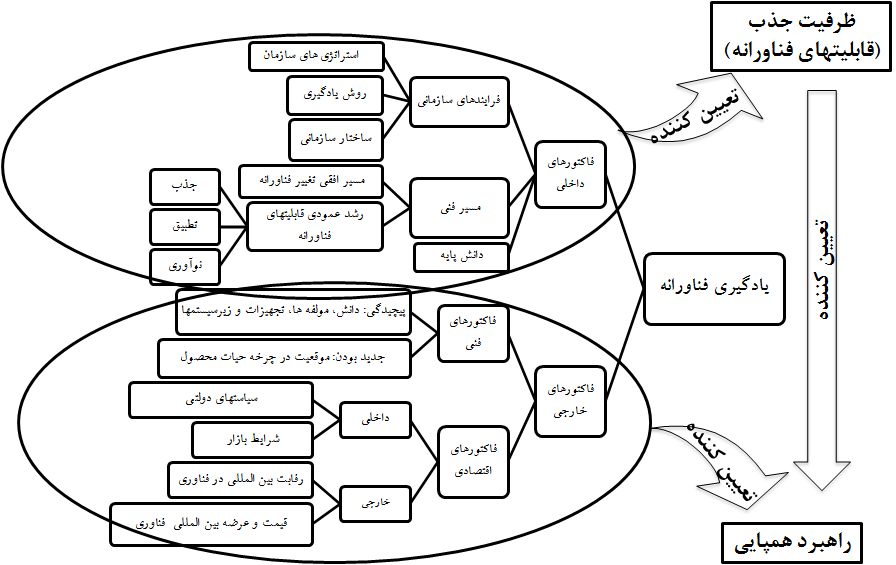 ظرفیت جذب
(قابلیتهای فناورانه)
تعیین کننده
تعیین کننده
تعیین کننده
راهبرد همپایی
یادگیری فناورانه
فاکتورهای
داخلی
فرایندهای سازمانی
استراتژی های سازمان
روش یادگیری
ساختار سازمانی
مسیر فنی
مسیر افقی تغییر فناورانه
رشد عمودی قابلیتهای
فناورانه
جذب
تطبیق
نوآوری
دانش پایه
فاکتورهای
خارجی
فاکتورهای
فنی
پیچیدگی: دانش، مولفه ها، تجهیزات و زیرسیستمها
جدید بودن: موقعیت در چرخه حیات محصول
فاکتورهای
اقتصادی
داخلی
سیاستهای دولتی
شرایط بازار
خارجی
رقابت بین المللی در فناوری
قیمت و عرضه بین المللی فناوری